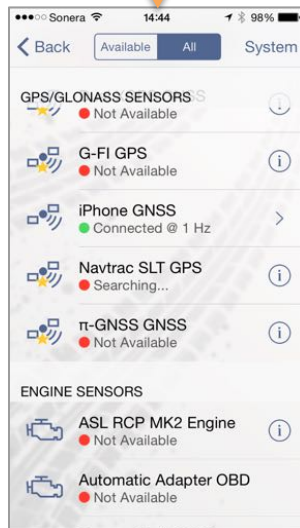 Sonera 14:44 98%
Back Available All System
GPS/GLONASS SENSORS
Not Available
G-FI GPS
Not Available
iPhone GNSS
Connected @ 1 Hz
Navtrac SLT GPS
Searching...
π-GNSS GNSS
Not Available
ENGINE SENSORS
ASL RCP MK2 Engine
Not Available
Automatic Adapter OBD
Not Available